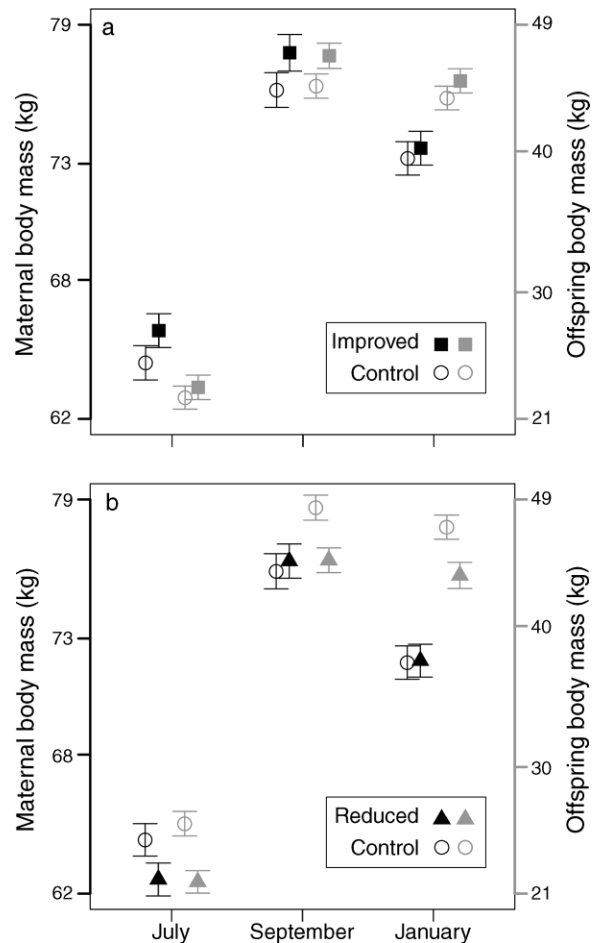 a
Maternal body mass (kg)
79
73
68
62
Offspring body mass (kg)
49
40
30
21
Improved
Control
b
Maternal body mass (kg)
79
73
68
62
Offspring body mass (kg)
49
40
30
21
Reduced
Control
July September January